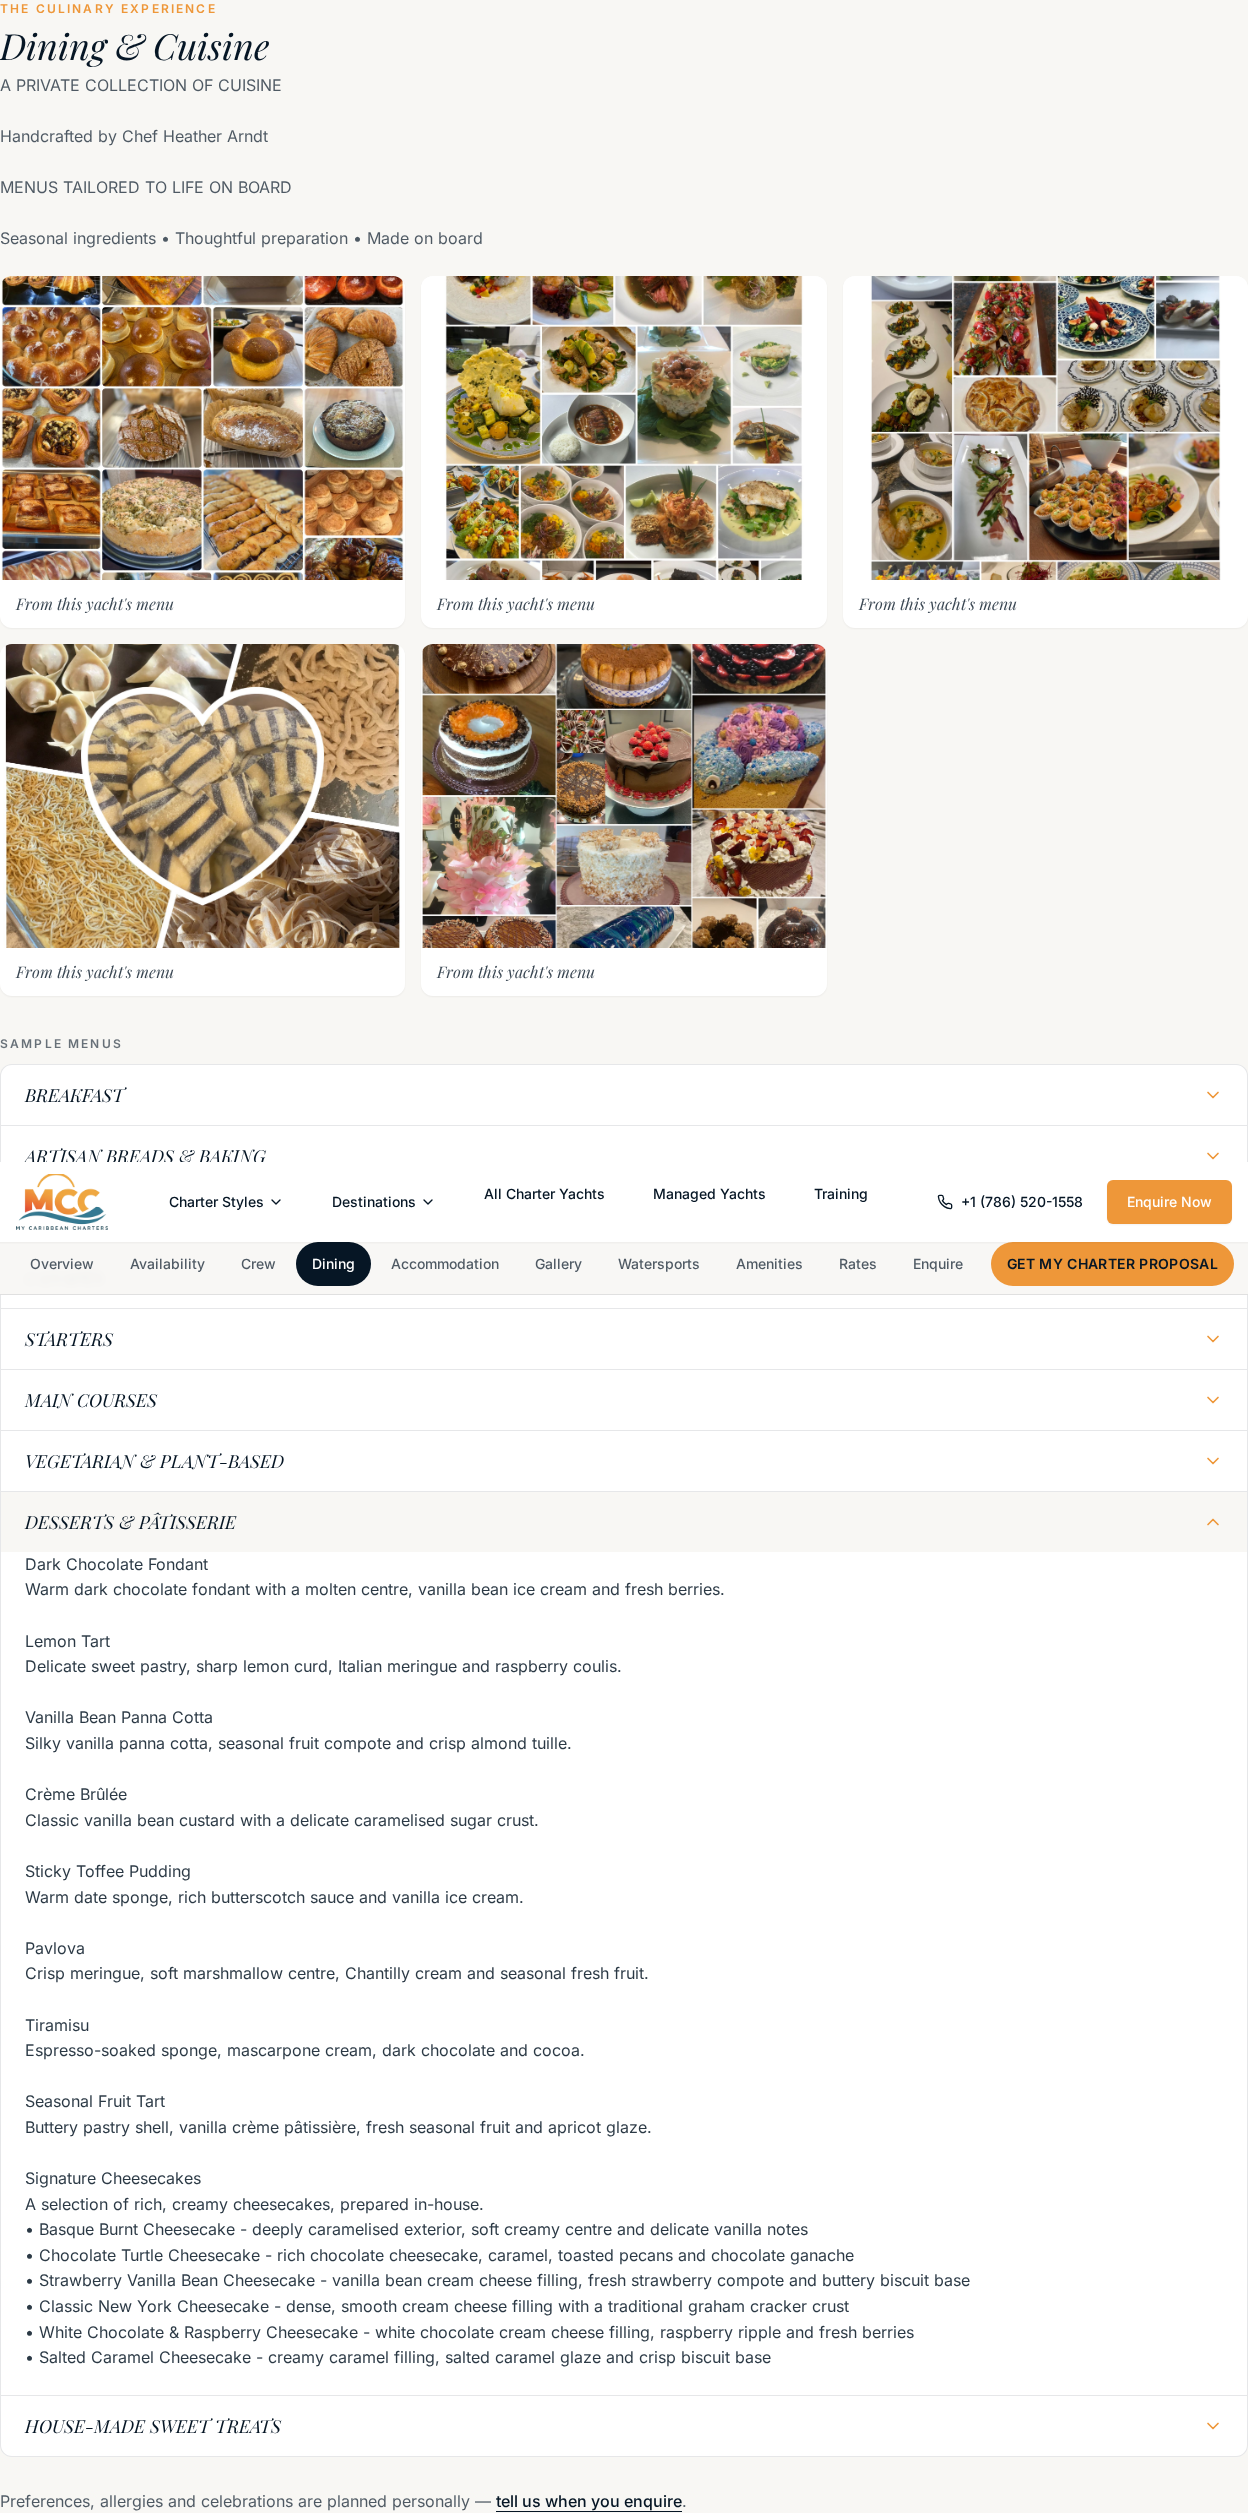 THE CULINARY EXPERIENCE
Dining & Cuisine
A PRIVATE COLLECTION OF CUISINE
Handcrafted by Chef Heather Arndt
MENUS TAILORED TO LIFE ON BOARD
Seasonal ingredients • Thoughtful preparation • Made on board
From this yacht's menu
From this yacht's menu
From this yacht's menu
From this yacht's menu
From this yacht's menu
SAMPLE MENUS
BREAKFAST
ARTISAN BREADS & BAKING
MCC
MY CARIBBEAN CHARTERS
Charter Styles
Destinations
All Charter Yachts
Managed Yachts
Training
+1 (786) 520-1558
Enquire Now
Overview
Availability
Crew
Dining
Accommodation
Gallery
Watersports
Amenities
Rates
Enquire
GET MY CHARTER PROPOSAL
STARTERS
MAIN COURSES
VEGETARIAN & PLANT-BASED
DESSERTS & PÂTISSERIE
Dark Chocolate Fondant
Warm dark chocolate fondant with a molten centre, vanilla bean ice cream and fresh berries.
Lemon Tart
Delicate sweet pastry, sharp lemon curd, Italian meringue and raspberry coulis.
Vanilla Bean Panna Cotta
Silky vanilla panna cotta, seasonal fruit compote and crisp almond tuille.
Crème Brûlée
Classic vanilla bean custard with a delicate caramelised sugar crust.
Sticky Toffee Pudding
Warm date sponge, rich butterscotch sauce and vanilla ice cream.
Pavlova
Crisp meringue, soft marshmallow centre, Chantilly cream and seasonal fresh fruit.
Tiramisu
Espresso-soaked sponge, mascarpone cream, dark chocolate and cocoa.
Seasonal Fruit Tart
Buttery pastry shell, vanilla crème pâtissière, fresh seasonal fruit and apricot glaze.
Signature Cheesecakes
A selection of rich, creamy cheesecakes, prepared in-house.
• Basque Burnt Cheesecake - deeply caramelised exterior, soft creamy centre and delicate vanilla notes
• Chocolate Turtle Cheesecake - rich chocolate cheesecake, caramel, toasted pecans and chocolate ganache
• Strawberry Vanilla Bean Cheesecake - vanilla bean cream cheese filling, fresh strawberry compote and buttery biscuit base
• Classic New York Cheesecake - dense, smooth cream cheese filling with a traditional graham cracker crust
• White Chocolate & Raspberry Cheesecake - white chocolate cream cheese filling, raspberry ripple and fresh berries
• Salted Caramel Cheesecake - creamy caramel filling, salted caramel glaze and crisp biscuit base
HOUSE-MADE SWEET TREATS
Preferences, allergies and celebrations are planned personally — tell us when you enquire.